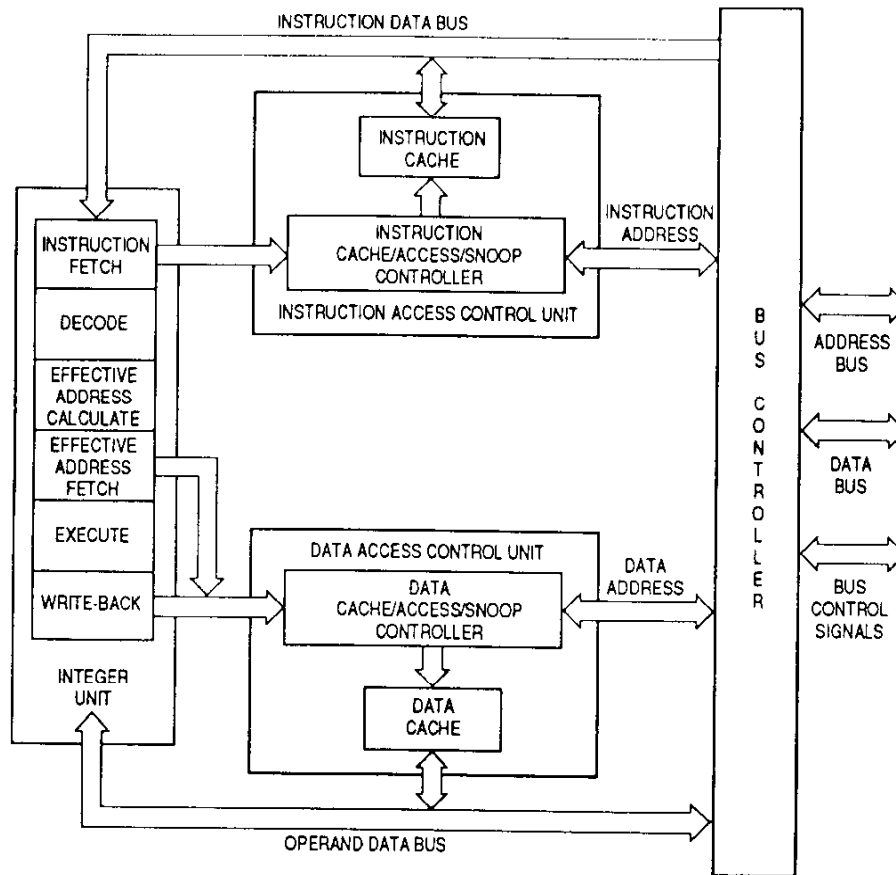 INSTRUCTION DATA BUS
INSTRUCTION
CACHE
INSTRUCTION
FETCH
INSTRUCTION
CACHE/ACCESS/SNOOP
CONTROLLER
INSTRUCTION ACCESS CONTROL UNIT
INSTRUCTION
ADDRESS
DECODE
EFFECTIVE
ADDRESS
CALCULATE
EFFECTIVE
ADDRESS
FETCH
EXECUTE
WRITE-BACK
INTEGER
UNIT
DATA ACCESS CONTROL UNIT
DATA
CACHE/ACCESS/SNOOP
CONTROLLER
DATA
CACHE
DATA
ADDRESS
OPERAND DATA BUS
BUS CONTROLLER
ADDRESS
BUS
DATA
BUS
BUS
CONTROL
SIGNALS